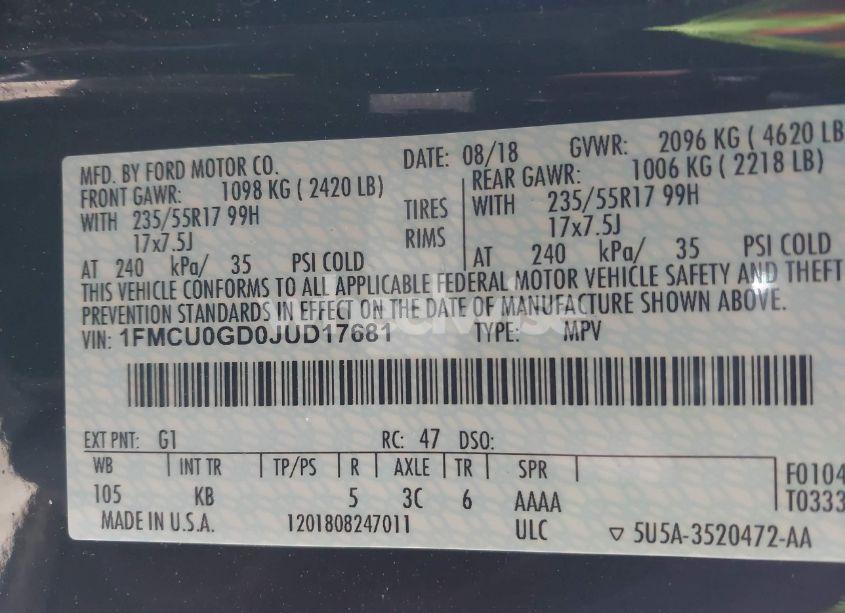 MFD. BY FORD MOTOR CO. DATE: 08/18 GVWR: 2096 KG ( 4620 LB
FRONT GAWR: 1098 KG ( 2420 LB) REAR GAWR: 1006 KG ( 2218 LB)
WITH 235/55R17 99H TIRES WITH 235/55R17 99H
17x7.5J RIMS 17x7.5J
AT 240 kPa/ 35 PSI COLD AT 240 kPa/ 35 PSI COLD
THIS VEHICLE CONFORMS TO ALL APPLICABLE FEDERAL MOTOR VEHICLE SAFETY AND THEFT
PREVENTION STANDARDS IN EFFECT ON THE DATE OF MANUFACTURE SHOWN ABOVE.
VIN: 1FMCU0GD0JUD17681 TYPE: MPV
EXT PNT: G1 RC: 47 DSO:
WB INT TR TP/PS R AXLE TR SPR F0104
105 KB 5 3C 6 AAAA T0333
MADE IN U.S.A. 1201808247011 ULC ▽ 5U5A-3520472-AA